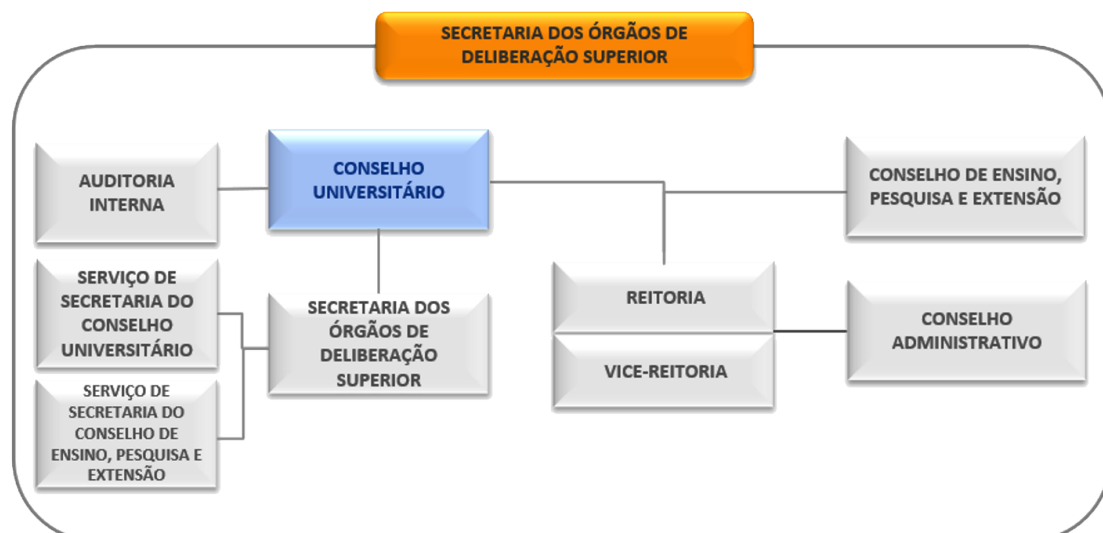 SECRETARIA DOS ÓRGÃOS DE
DELIBERAÇÃO SUPERIOR
AUDITORIA
INTERNA
CONSELHO
UNIVERSITÁRIO
CONSELHO DE ENSINO,
PESQUISA E EXTENSÃO
SERVIÇO DE
SECRETARIA DO
CONSELHO
UNIVERSITÁRIO
SECRETARIA DOS
ÓRGÃOS DE
DELIBERAÇÃO
SUPERIOR
REITORIA
VICE-REITORIA
CONSELHO
ADMINISTRATIVO
SERVIÇO DE
SECRETARIA DO
CONSELHO DE
ENSINO, PESQUISA E
EXTENSÃO